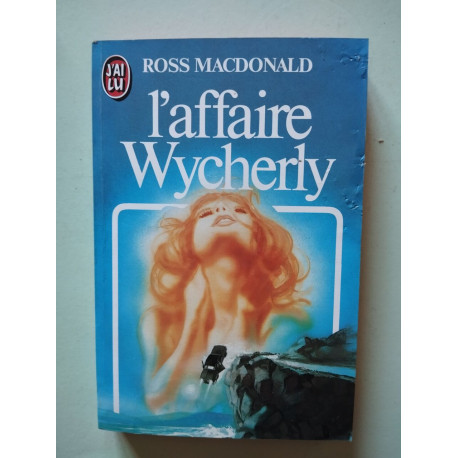 J'AI
LU
ROSS MACDONALD
l'affaire
Wycherly